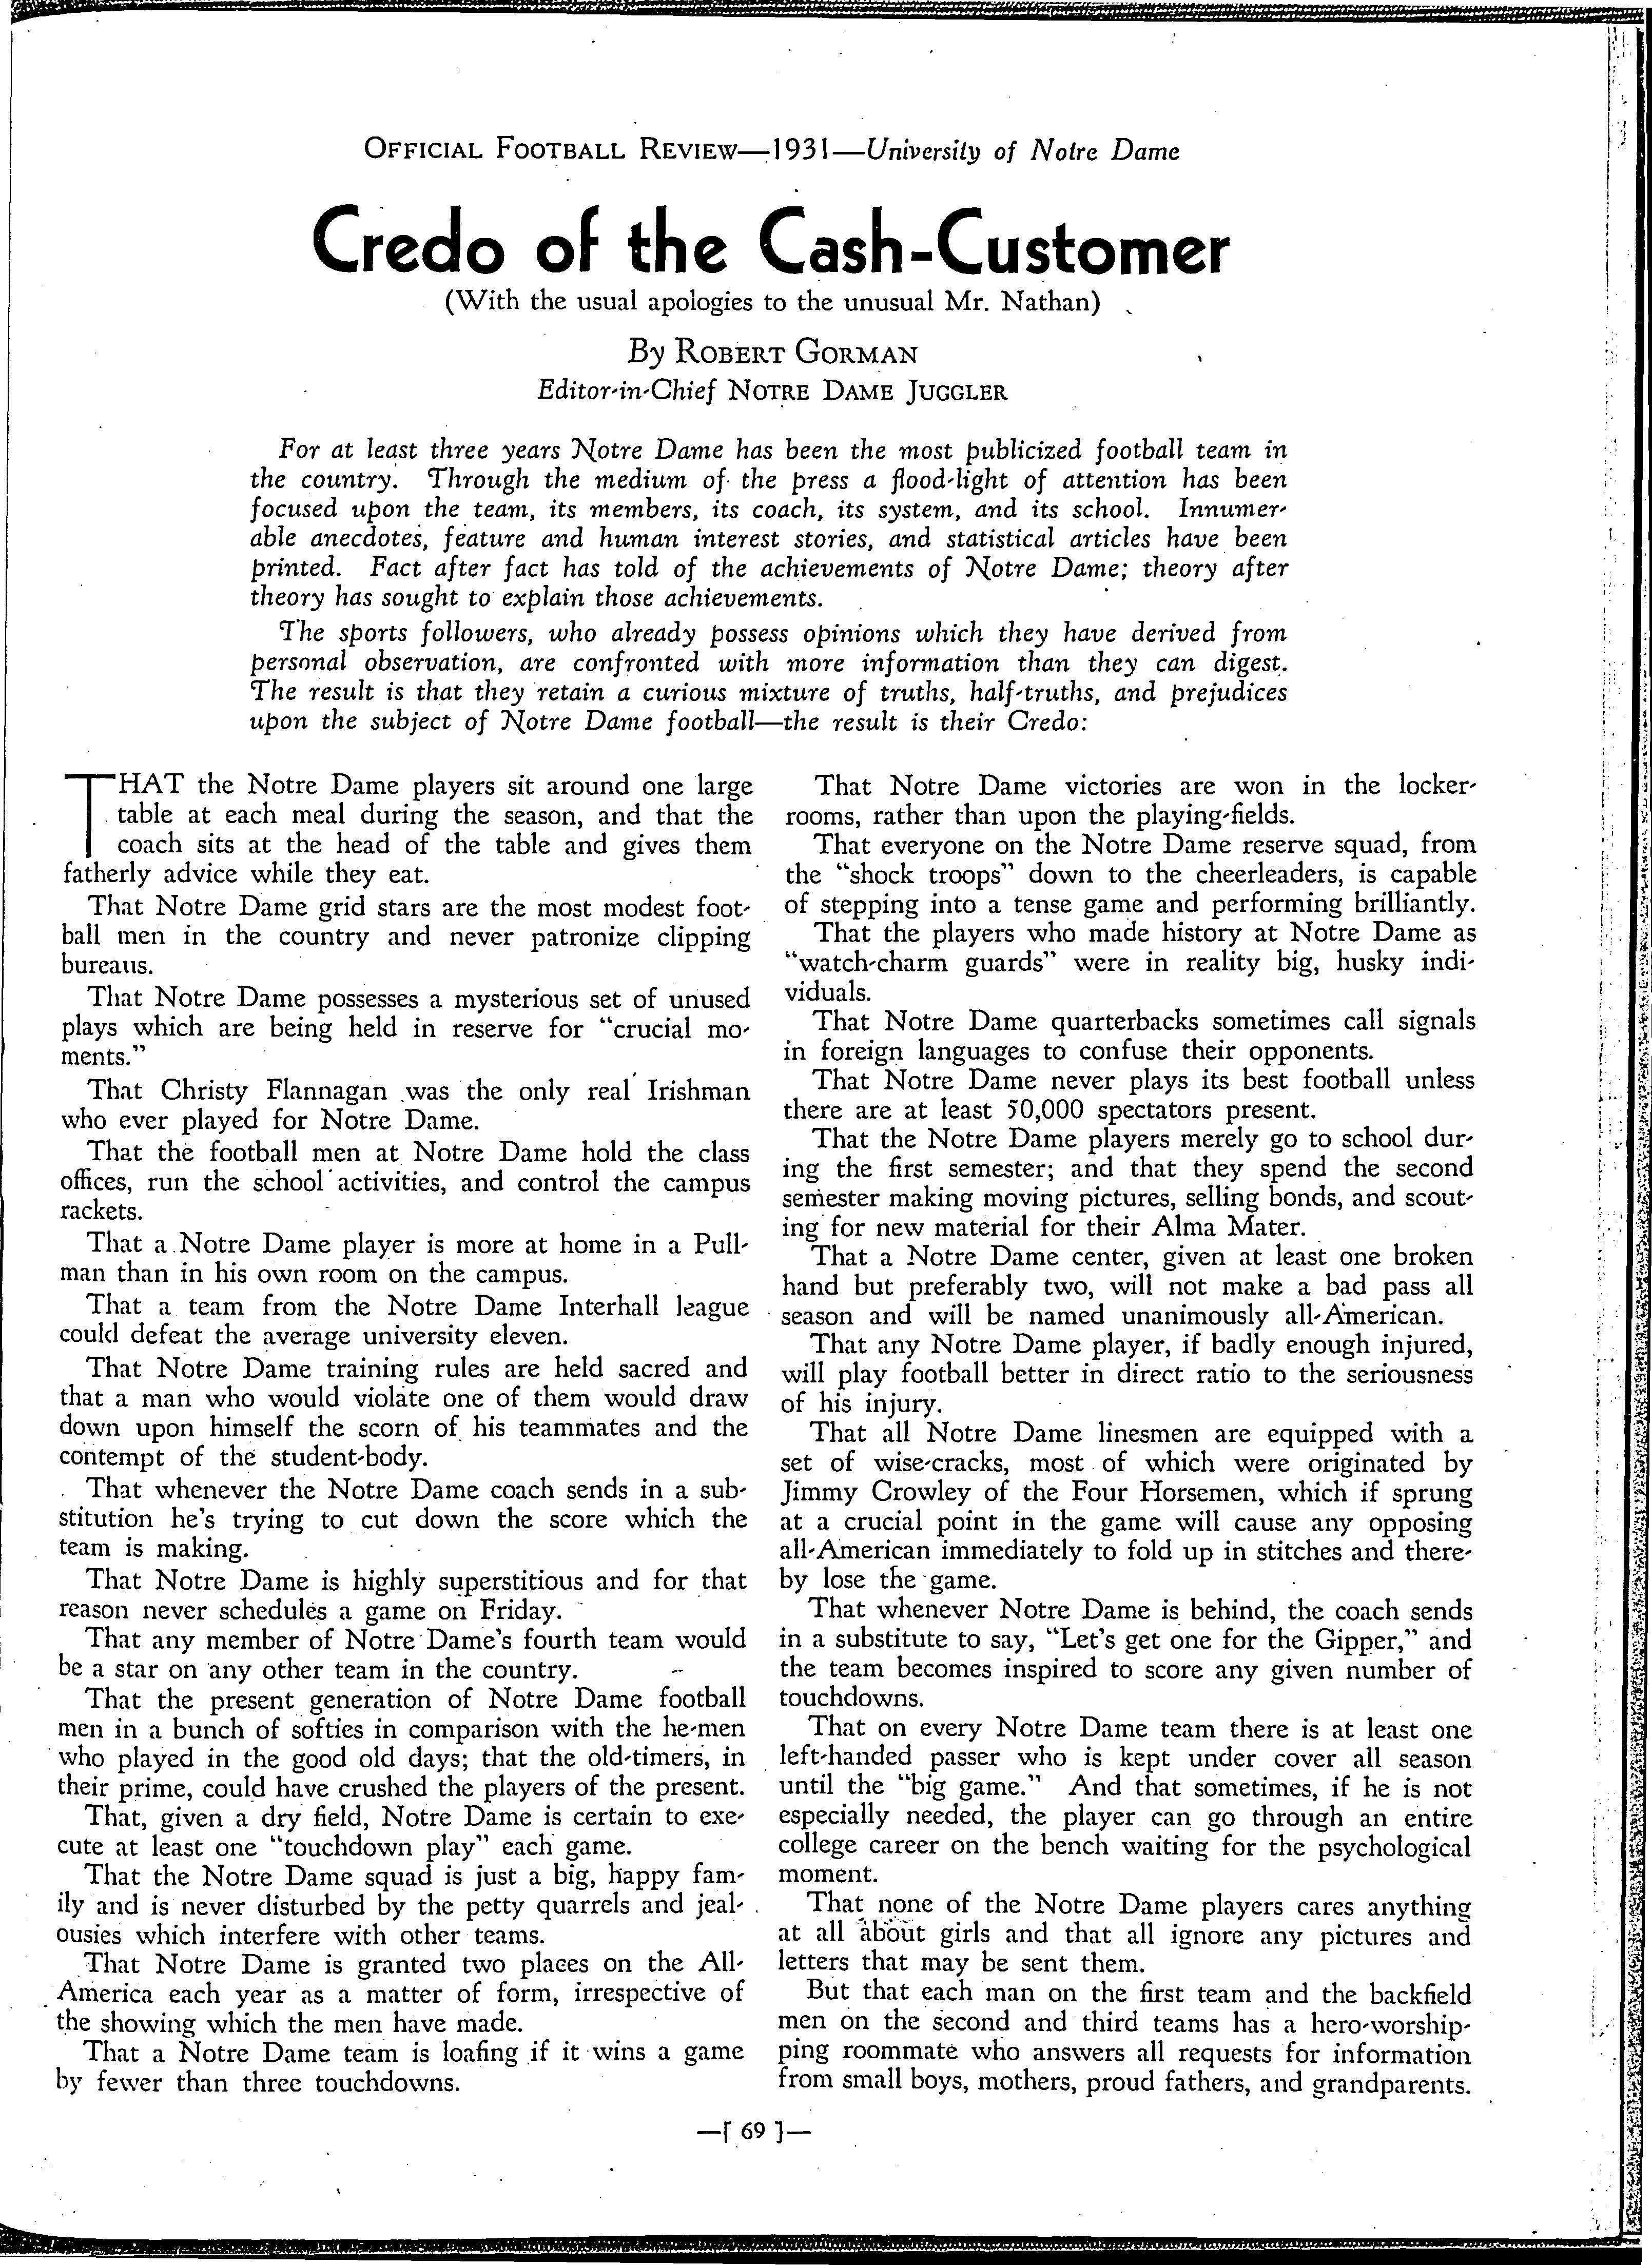 OFFICIAL FOOTBALL REVIEW—1931—University of Notre Dame
Credo of the Cash-Customer
(With the usual apologies to the unusual Mr. Nathan)
By ROBERT GORMAN
Editor-in-Chief NOTRE DAME JUGGLER
For at least three years Notre Dame has been the most publicized football team in
the country. Through the medium of the press a flood-light of attention has been
focused upon the team, its members, its coach, its system, and its school. Innumer-
able anecdotes, feature and human interest stories, and statistical articles have been
printed. Fact after fact has told of the achievements of Notre Dame; theory after
theory has sought to explain those achievements.
The sports followers, who already possess opinions which they have derived from
personal observation, are confronted with more information than they can digest.
The result is that they retain a curious mixture of truths, half-truths, and prejudices
upon the subject of Notre Dame football—the result is their Credo:
THAT the Notre Dame players sit around one large
table at each meal during the season, and that the
coach sits at the head of the table and gives them
fatherly advice while they eat.
That Notre Dame grid stars are the most modest foot-
ball men in the country and never patronize clipping
bureaus.
That Notre Dame possesses a mysterious set of unused
plays which are being held in reserve for "crucial mo-
ments."
That Christy Flannagan was the only real Irishman
who ever played for Notre Dame.
That the football men at Notre Dame hold the class
offices, run the school activities, and control the campus
rackets.
That a Notre Dame player is more at home in a Pull-
man than in his own room on the campus.
That a team from the Notre Dame Interhall league
could defeat the average university eleven.
That Notre Dame training rules are held sacred and
that a man who would violate one of them would draw
down upon himself the scorn of his teammates and the
contempt of the student-body.
That whenever the Notre Dame coach sends in a sub-
stitution he's trying to cut down the score which the
team is making.
That Notre Dame is highly superstitious and for that
reason never schedules a game on Friday.
That any member of Notre Dame's fourth team would
be a star on any other team in the country.
That the present generation of Notre Dame football
men in a bunch of softies in comparison with the he-men
who played in the good old days; that the old-timers, in
their prime, could have crushed the players of the present.
That, given a dry field, Notre Dame is certain to exe-
cute at least one "touchdown play" each game.
That the Notre Dame squad is just a big, happy fam-
ily and is never disturbed by the petty quarrels and jeal-
ousies which interfere with other teams.
That Notre Dame is granted two places on the All-
America each year as a matter of form, irrespective of
the showing which the men have made.
That a Notre Dame team is loafing if it wins a game
by fewer than three touchdowns.
That Notre Dame victories are won in the locker-
rooms, rather than upon the playing-fields.
That everyone on the Notre Dame reserve squad, from
the "shock troops" down to the cheerleaders, is capable
of stepping into a tense game and performing brilliantly.
That the players who made history at Notre Dame as
"watch-charm guards" were in reality big, husky indi-
viduals.
That Notre Dame quarterbacks sometimes call signals
in foreign languages to confuse their opponents.
That Notre Dame never plays its best football unless
there are at least 50,000 spectators present.
That the Notre Dame players merely go to school dur-
ing the first semester; and that they spend the second
semester making moving pictures, selling bonds, and scout-
ing for new material for their Alma Mater.
That a Notre Dame center, given at least one broken
hand but preferably two, will not make a bad pass all
season and will be named unanimously all-American.
That any Notre Dame player, if badly enough injured,
will play football better in direct ratio to the seriousness
of his injury.
That all Notre Dame linesmen are equipped with a
set of wise-cracks, most of which were originated by
Jimmy Crowley of the Four Horsemen, which if sprung
at a crucial point in the game will cause any opposing
all-American immediately to fold up in stitches and there-
by lose the game.
That whenever Notre Dame is behind, the coach sends
in a substitute to say, "Let's get one for the Gipper," and
the team becomes inspired to score any given number of
touchdowns.
That on every Notre Dame team there is at least one
left-handed passer who is kept under cover all season
until the "big game." And that sometimes, if he is not
especially needed, the player can go through an entire
college career on the bench waiting for the psychological
moment.
That none of the Notre Dame players cares anything
at all about girls and that all ignore any pictures and
letters that may be sent them.
But that each man on the first team and the backfield
men on the second and third teams has a hero-worship-
ping roommate who answers all requests for information
from small boys, mothers, proud fathers, and grandparents.
—[ 69 ]—